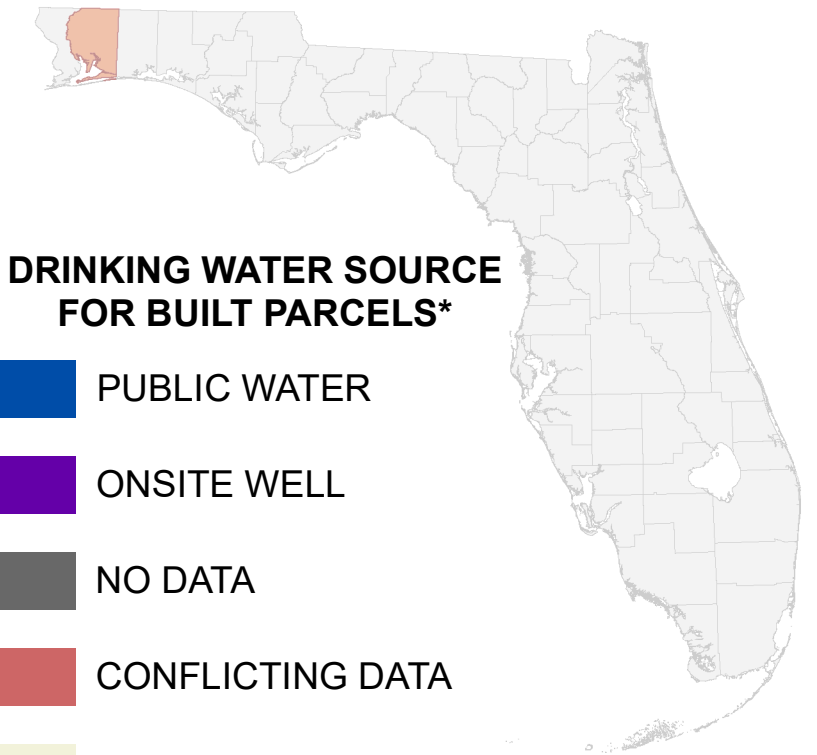 DRINKING WATER SOURCE
FOR BUILT PARCELS*
PUBLIC WATER
ONSITE WELL
NO DATA
CONFLICTING DATA